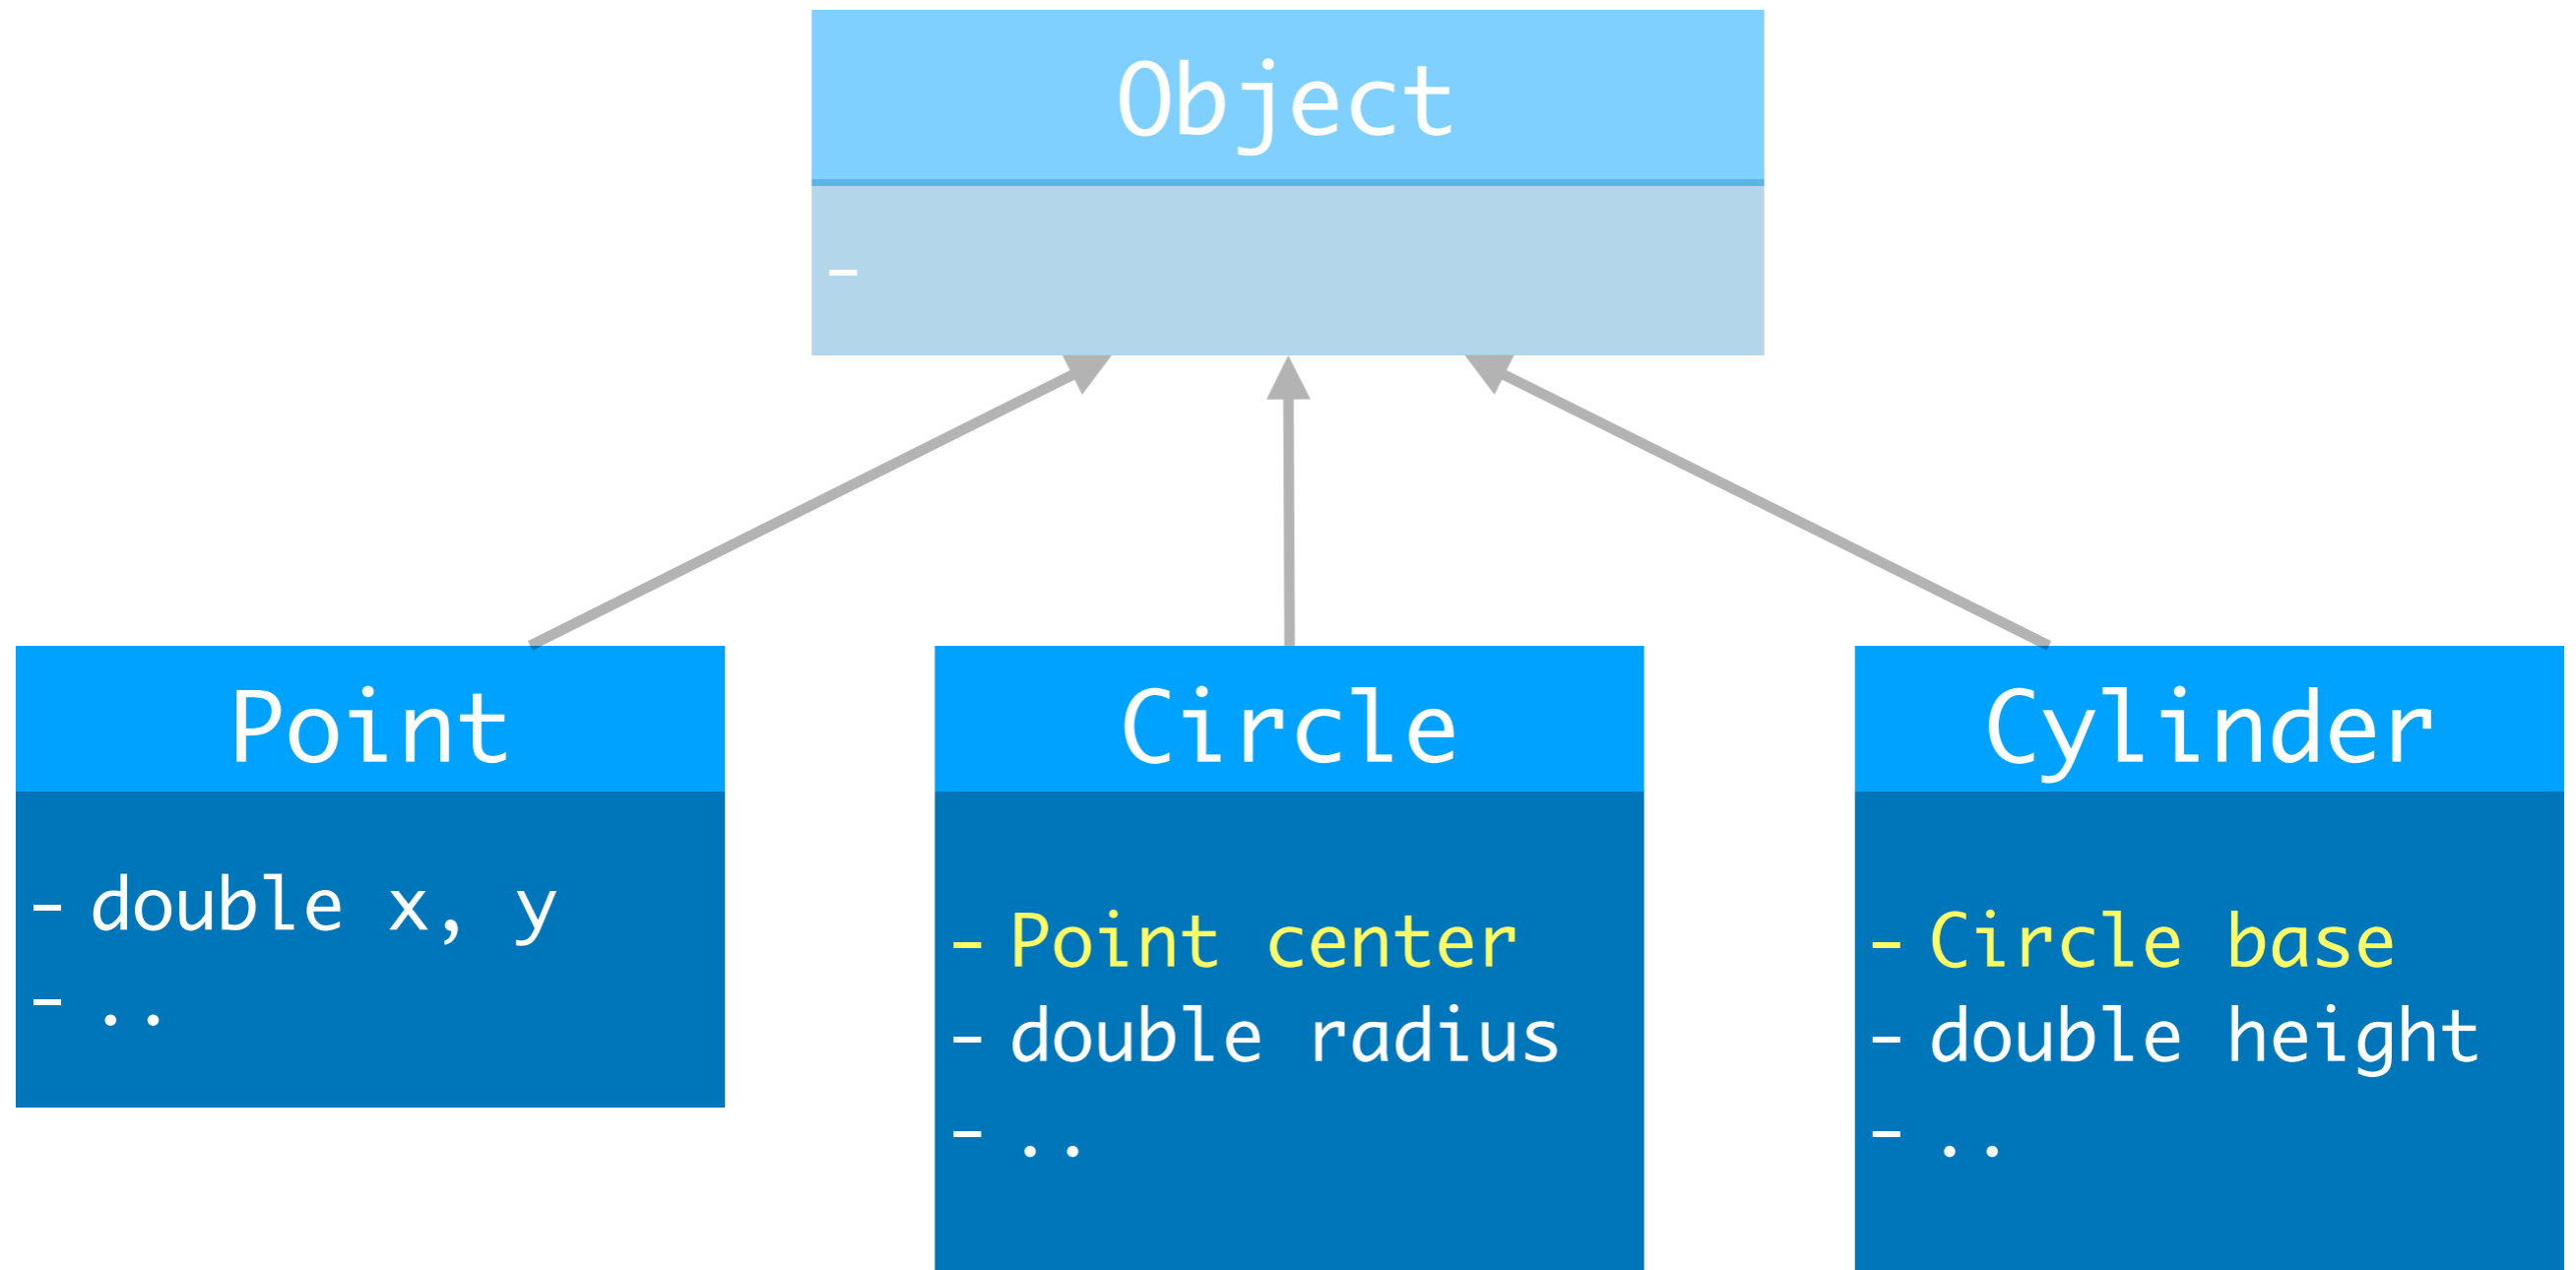 Object
-
Point
- double x, y
- ..
Circle
- Point center
- double radius
- ..
Cylinder
- Circle base
- double height
- ..